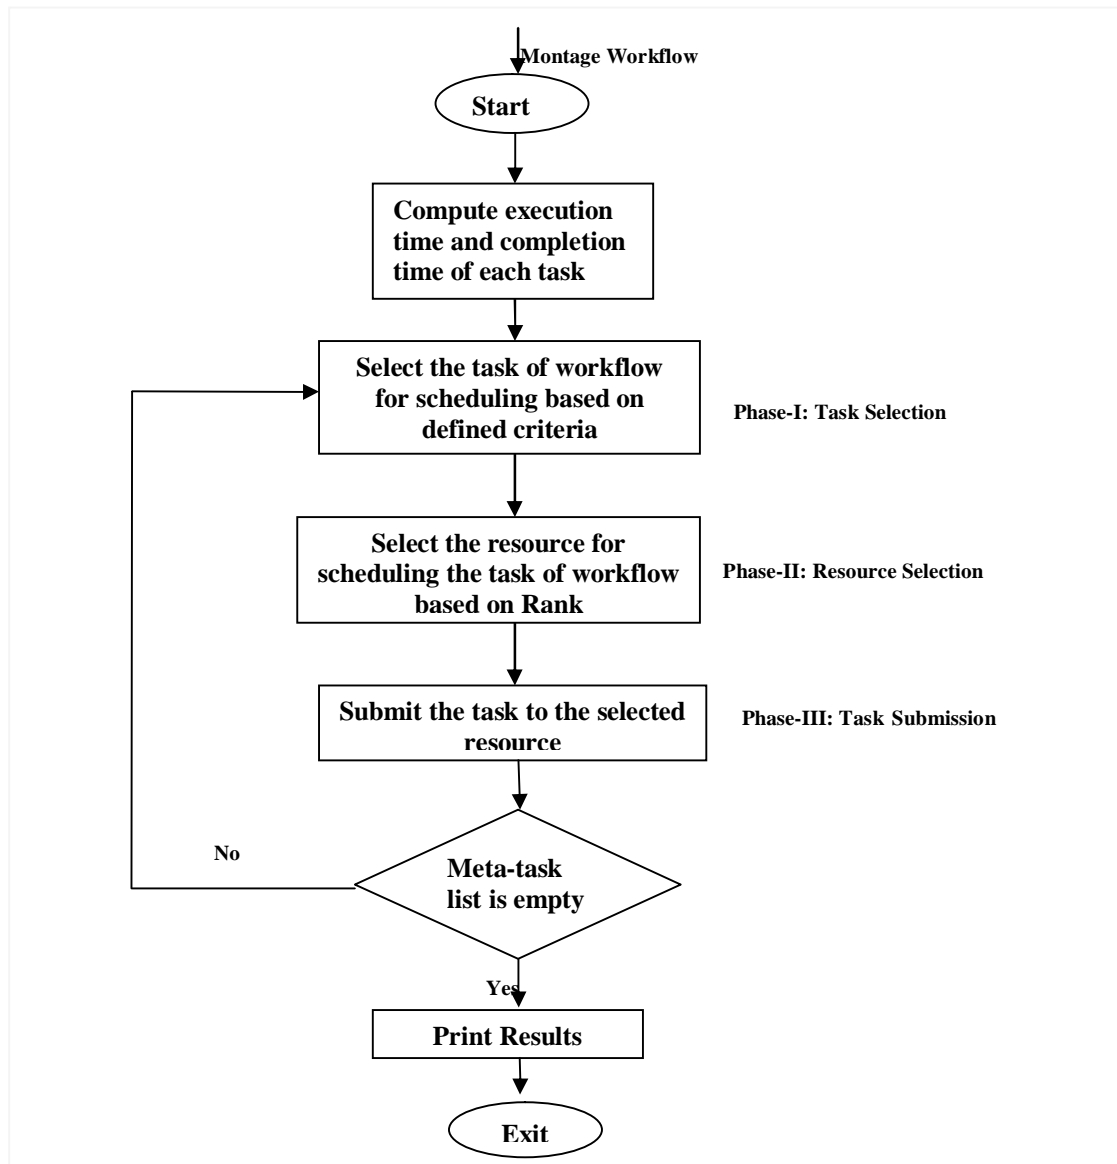 Montage Workflow
Start
Compute execution
time and completion
time of each task
Select the task of workflow
for scheduling based on
defined criteria
Phase-I: Task Selection
Select the resource for
scheduling the task of workflow
based on Rank
Phase-II: Resource Selection
Submit the task to the selected
resource
Phase-III: Task Submission
No
Meta-task
list is empty
Yes
Print Results
Exit